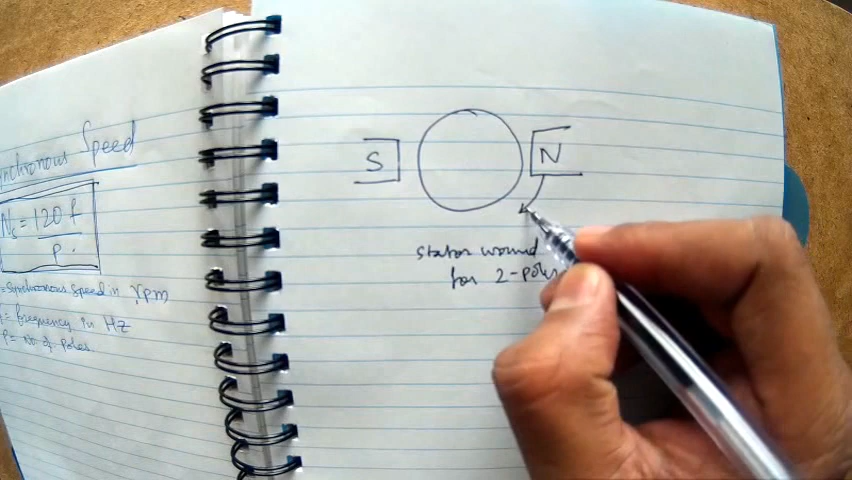 Synchronous Speed
Ns = 120 f
P.
= Synchronous Speed in rpm
f = frequency in Hz
P = No of Poles
S
N
stator wound
for 2-poles